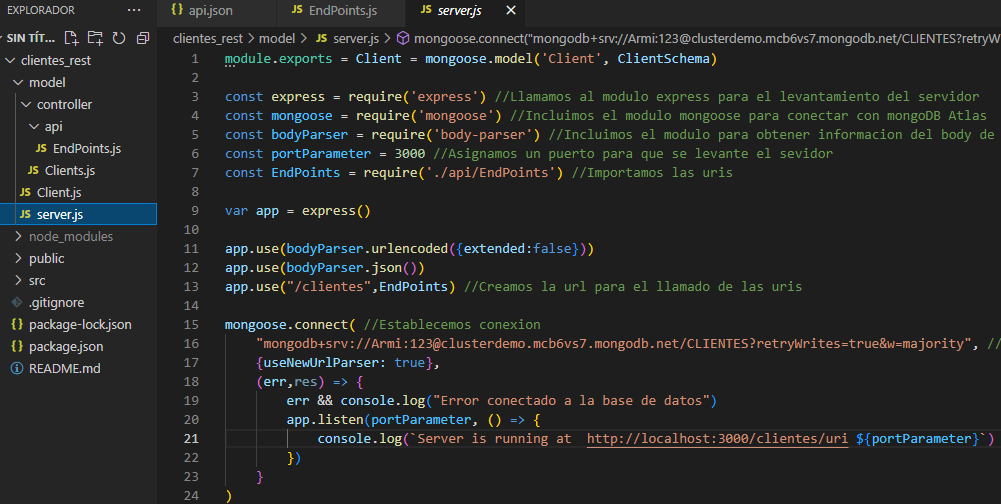 EXPLORADOR ···
SIN TÍT...
clientes_rest
model
controller
api
JS EndPoints.js
JS Clients.js
JS Client.js
JS server.js
node_modules
public
src
.gitignore
{} package-lock.json
{} package.json
README.md
{} api.json
JS EndPoints.js
JS server.js
clientes_rest > model > JS server.js > mongoose.connect("mongodb+srv://Armi:123@clusterdemo.mcb6vs7.mongodb.net/CLIENTES?retryW
1 module.exports = Client = mongoose.model('Client', ClientSchema)
2
3 const express = require('express') //Llamamos al modulo express para el levantamiento del servidor
4 const mongoose = require('mongoose') //Incluimos el modulo mongoose para conectar con mongoDB Atlas
5 const bodyParser = require('body-parser') //Incluimos el modulo para obtener informacion del body de
6 const portParameter = 3000 //Asignamos un puerto para que se levante el sevidor
7 const EndPoints = require('./api/EndPoints') //Importamos las uris
8
9 var app = express()
10
11 app.use(bodyParser.urlencoded({extended:false}))
12 app.use(bodyParser.json())
13 app.use("/clientes",EndPoints) //Creamos la url para el llamado de las uris
14
15 mongoose.connect( //Establecemos conexion
16 "mongodb+srv://Armi:123@clusterdemo.mcb6vs7.mongodb.net/CLIENTES?retryWrites=true&w=majority", //
17 {useNewUrlParser: true},
18 (err,res) => {
19 err && console.log("Error conectado a la base de datos")
20 app.listen(portParameter, () => {
21 console.log(`Server is running at  http://localhost:3000/clientes/uri ${portParameter}`)
22 })
23 }
24 )